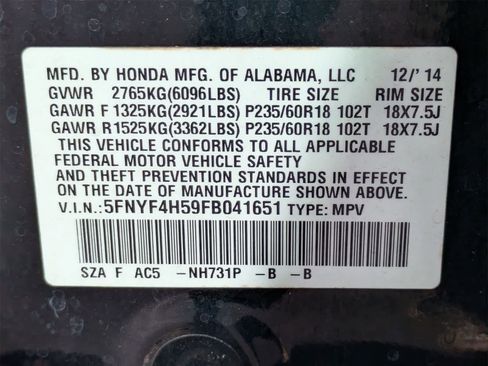 MFD. BY HONDA MFG. OF ALABAMA, LLC 12/'14
GVWR 2765KG(6096LBS) TIRE SIZE RIM SIZE
GAWR F 1325KG(2921LBS) P235/60R18 102T 18X7.5J
GAWR R1525KG(3362LBS) P235/60R18 102T 18X7.5J
THIS VEHICLE CONFORMS TO ALL APPLICABLE
FEDERAL MOTOR VEHICLE SAFETY
AND THEFT PREVENTION STANDARDS IN EFFECT
ON THE DATE OF MANUFACTURE SHOWN ABOVE.
V.I.N.:5FNYF4H59FB041651 TYPE: MPV
SZA F AC5 -NH731P -B -B